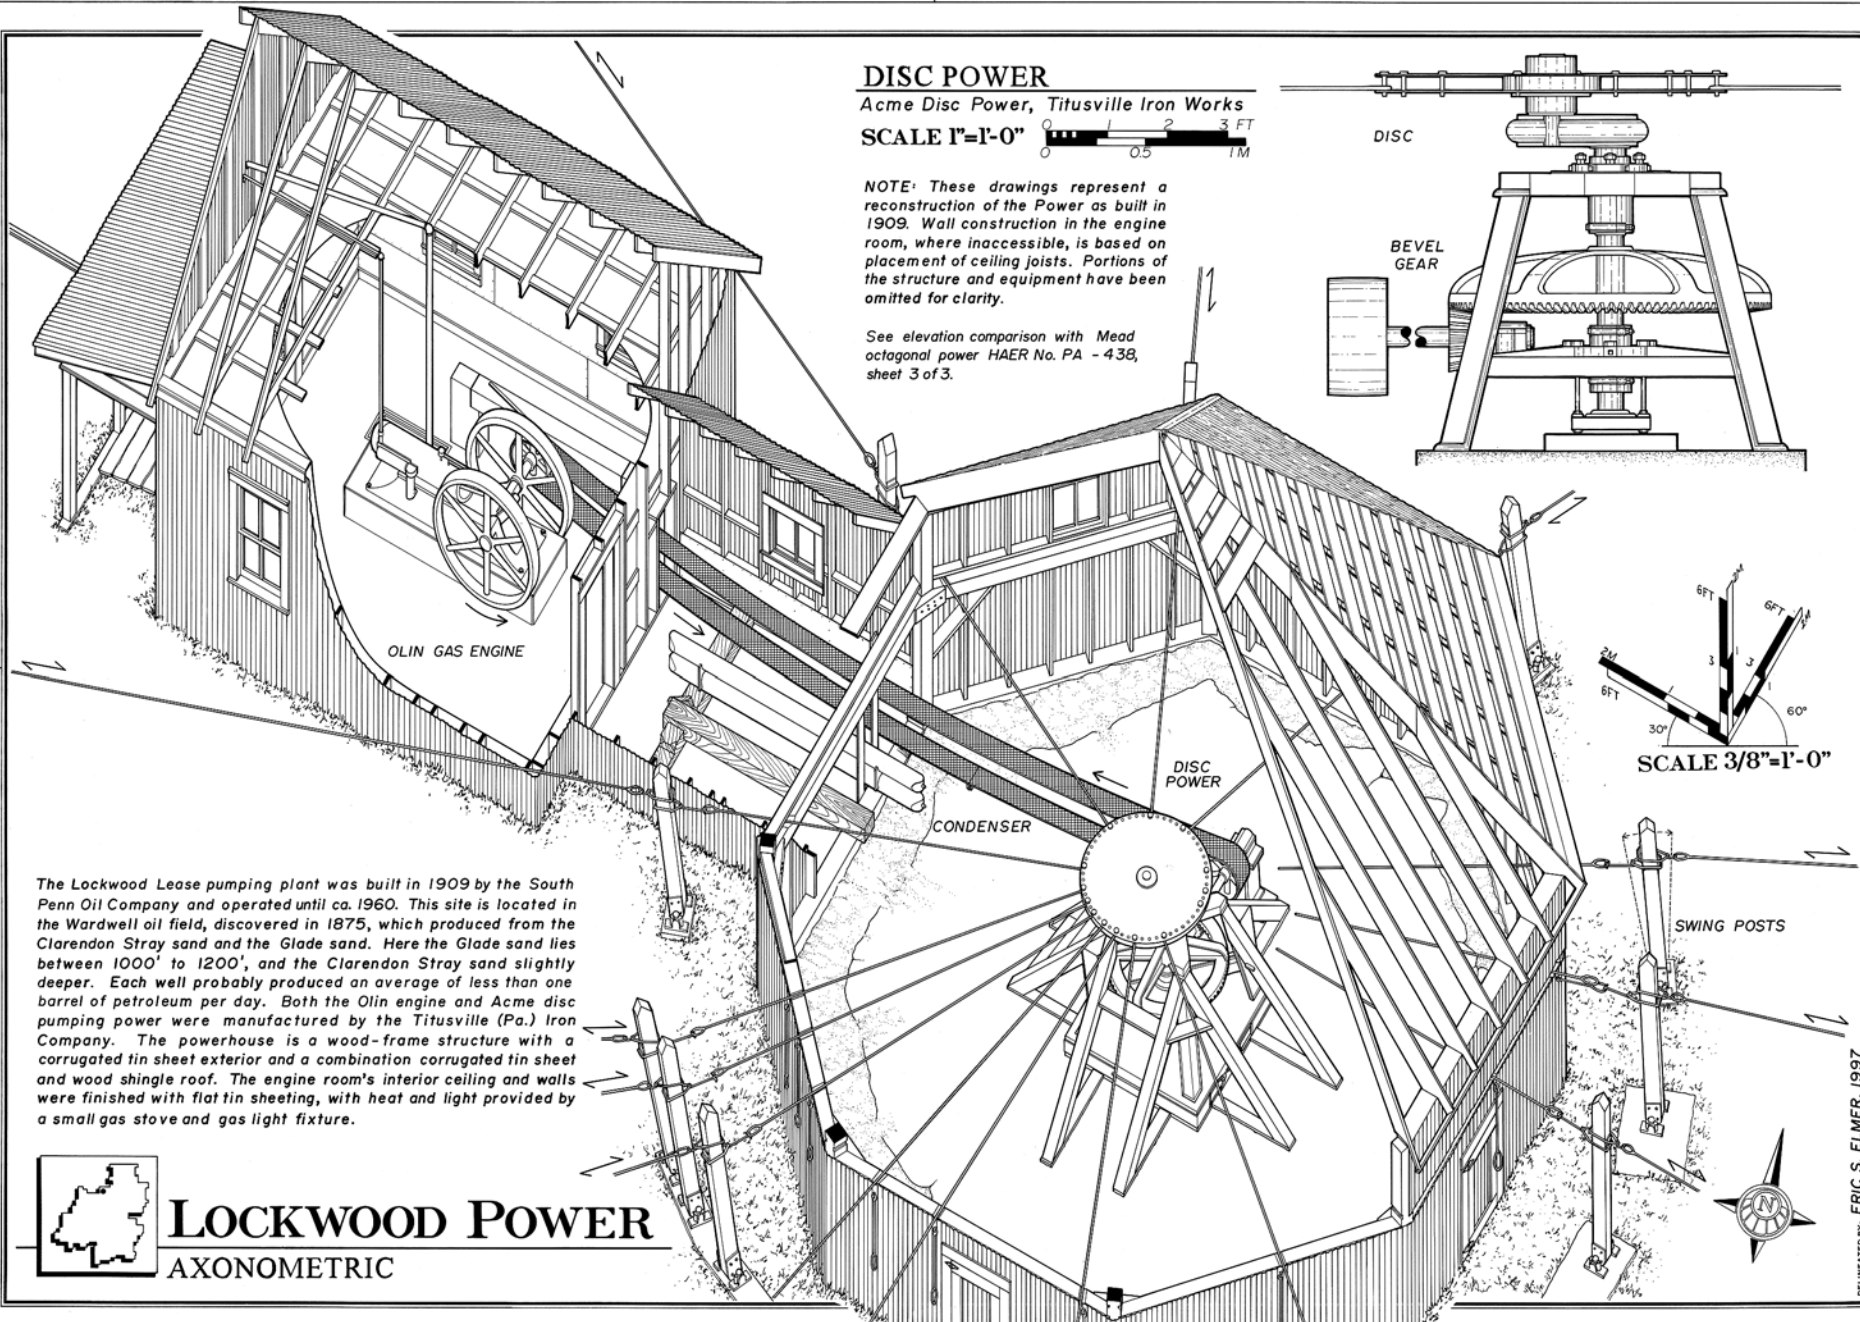 DISC POWER
Acme Disc Power, Titusville Iron Works
SCALE 1"=1'-0"
0 1 2 3 FT
0 0.5 1M
NOTE: These drawings represent a
reconstruction of the Power as built in
1909. Wall construction in the engine
room, where inaccessible, is based on
placement of ceiling joists. Portions of
the structure and equipment have been
omitted for clarity.
See elevation comparison with Mead
octagonal power HAER No. PA - 438,
sheet 3 of 3.
DISC
BEVEL
GEAR
OLIN GAS ENGINE
DISC
POWER
CONDENSER
6FT
2M
6FT
2M
2M
6FT
3
1
3
1
30°
60°
SCALE 3/8"=1'-0"
SWING POSTS
The Lockwood Lease pumping plant was built in 1909 by the South
Penn Oil Company and operated until ca. 1960. This site is located in
the Wardwell oil field, discovered in 1875, which produced from the
Clarendon Stray sand and the Glade sand. Here the Glade sand lies
between 1000' to 1200', and the Clarendon Stray sand slightly
deeper. Each well probably produced an average of less than one
barrel of petroleum per day. Both the Olin engine and Acme disc
pumping power were manufactured by the Titusville (Pa.) Iron
Company. The powerhouse is a wood-frame structure with a
corrugated tin sheet exterior and a combination corrugated tin sheet
and wood shingle roof. The engine room's interior ceiling and walls
were finished with flat tin sheeting, with heat and light provided by
a small gas stove and gas light fixture.
LOCKWOOD POWER
AXONOMETRIC
N
ERIC S. ELMER, 1997